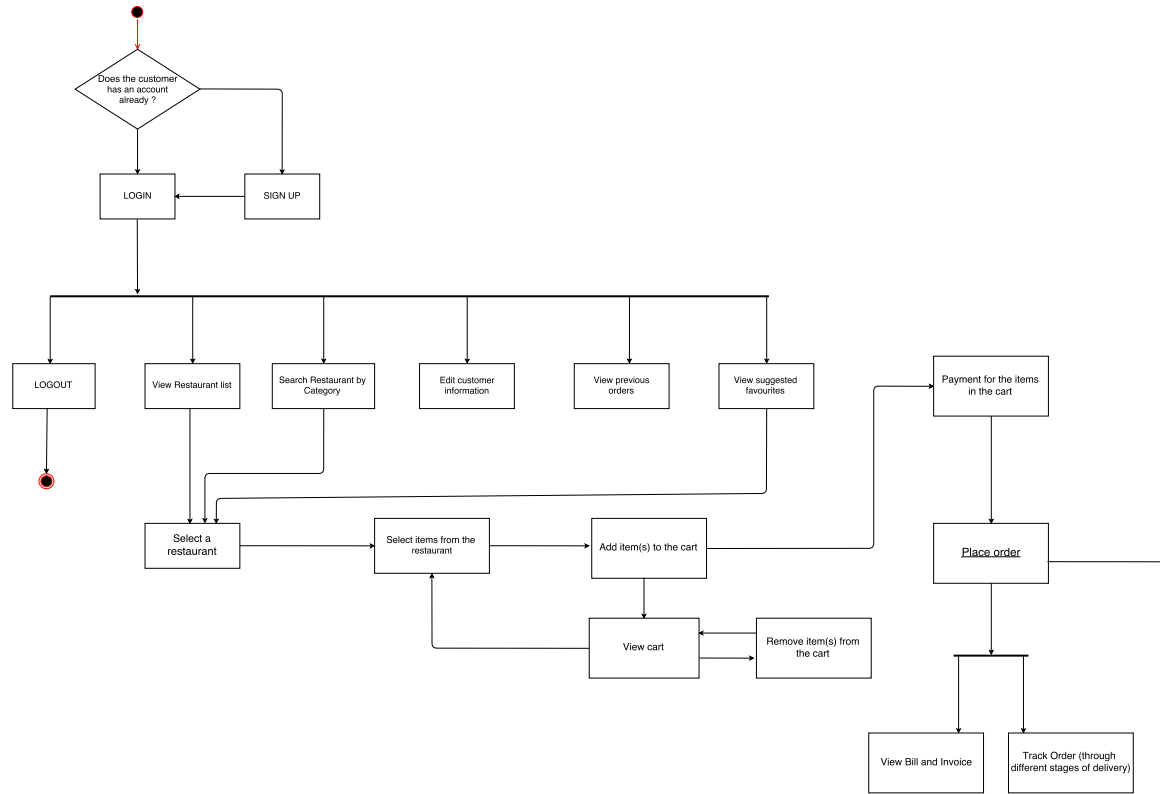 Does the customer
has an account
already ?
LOGIN
SIGN UP
LOGOUT
View Restaurant list
Search Restaurant by
Category
Edit customer
information
View previous
orders
View suggested
favourites
Payment for the items
in the cart
Select a
restaurant
Select items from the
restaurant
Add item(s) to the cart
Place order
View cart
Remove item(s) from
the cart
View Bill and Invoice
Track Order (through
different stages of delivery)